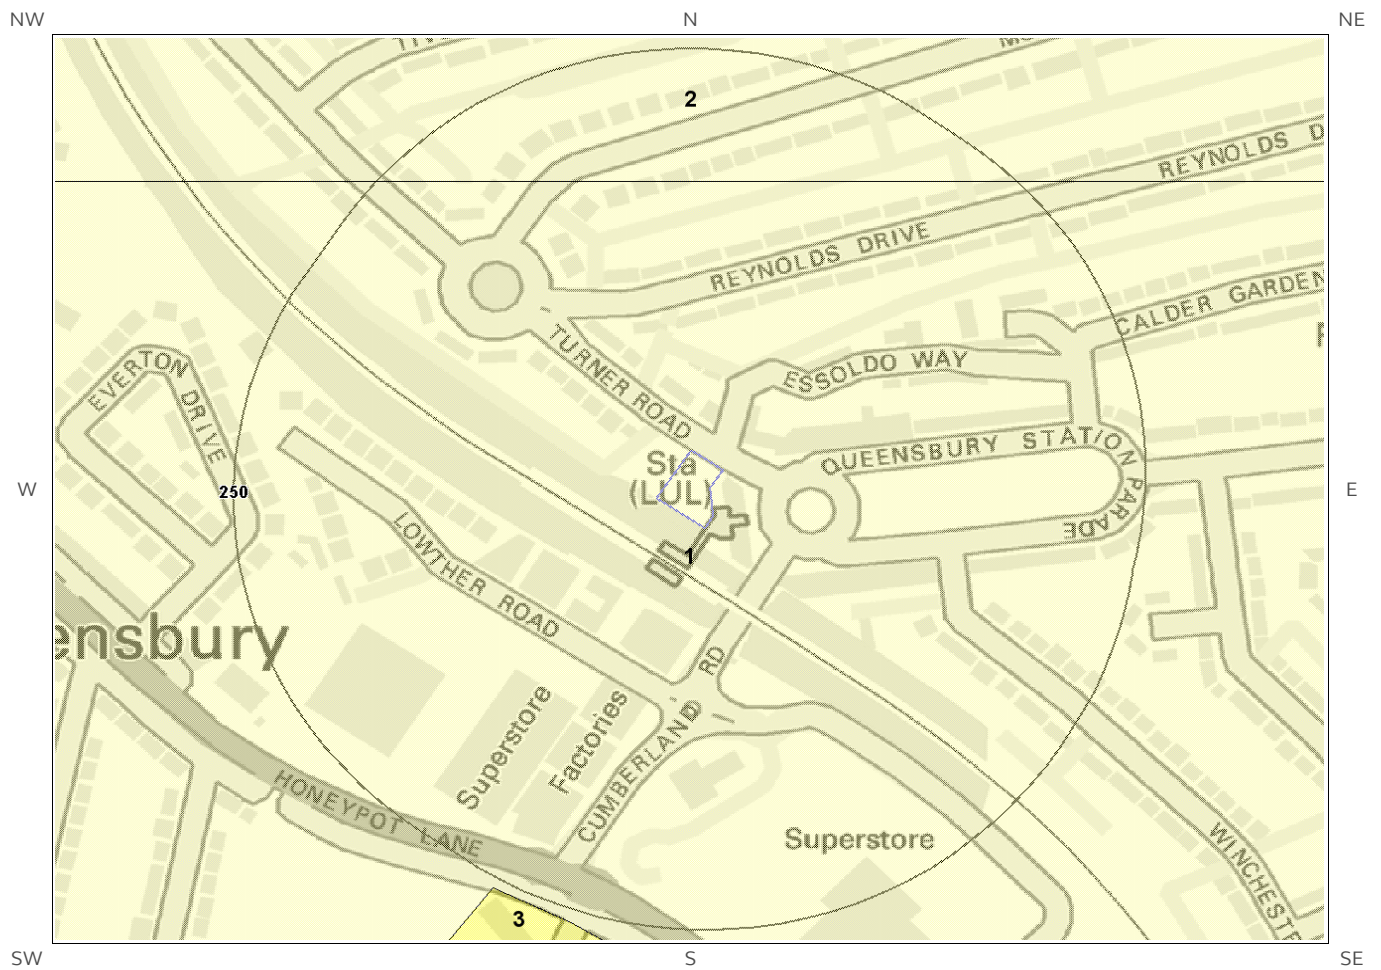 NW
N
NE
2
REYNOLDS D
REYNOLDS DRIVE
CALDER GARDEN
TURNER ROAD
ESSOLDO WAY
EVERTON DRIVE
QUEENSBURY STATION PARADE
Sta
(LUL)
W
250
E
1
LOWTHER ROAD
ensbury
CUMBERLAND RD
Superstore
Factories
HONEYPOT LANE
Superstore
WINCHESTE
3
SW
S
SE